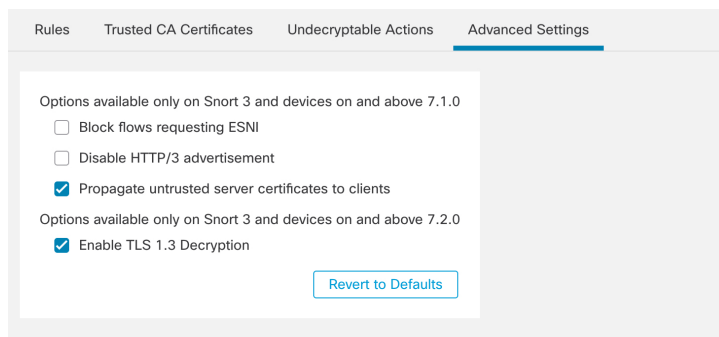 Rules Trusted CA Certificates Undecryptable Actions Advanced Settings
Options available only on Snort 3 and devices on and above 7.1.0
Block flows requesting ESNI
Disable HTTP/3 advertisement
Propagate untrusted server certificates to clients
Options available only on Snort 3 and devices on and above 7.2.0
Enable TLS 1.3 Decryption
Revert to Defaults